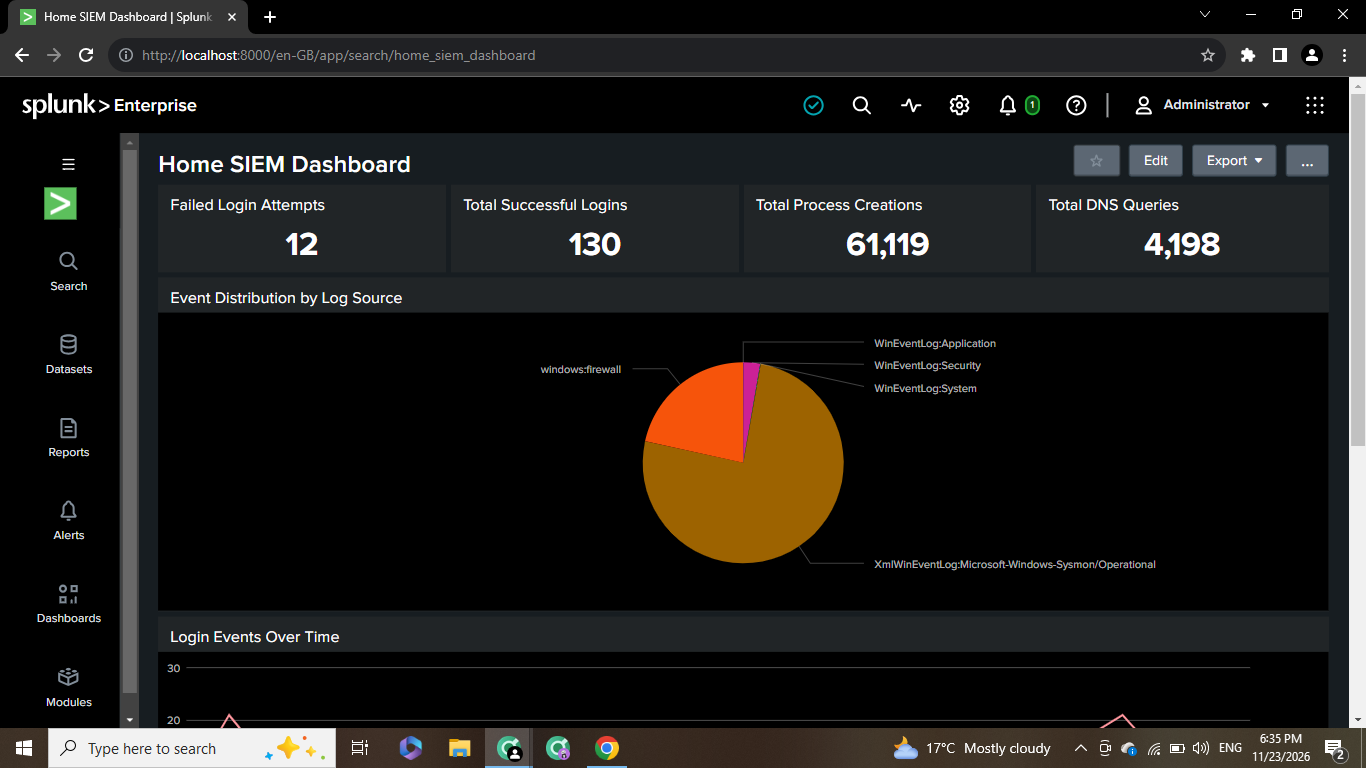 Home SIEM Dashboard | Splunk
http://localhost:8000/en-GB/app/search/home_siem_dashboard
splunk> Enterprise
1
Administrator
Search
Datasets
Reports
Alerts
Dashboards
Modules
Home SIEM Dashboard
Edit
Export
...
Failed Login Attempts
12
Total Successful Logins
130
Total Process Creations
61,119
Total DNS Queries
4,198
Event Distribution by Log Source
windows:firewall
WinEventLog:Application
WinEventLog:Security
WinEventLog:System
XmlWinEventLog:Microsoft-Windows-Sysmon/Operational
Login Events Over Time
30
20
Type here to search
17°C Mostly cloudy
ENG
6:35 PM
11/23/2026
2